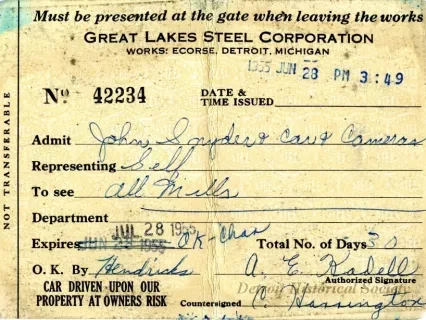 Must be presented at the gate when leaving the works
GREAT LAKES STEEL CORPORATION
WORKS: ECORSE, DETROIT, MICHIGAN
1955 JUN 28 PM 3:49
No 42234 DATE & TIME ISSUED
NOT TRANSFERABLE
Admit John Snyder & car & Cameras
Representing Self
To see All Mills
Department
JUL 28 1955
Expires JUN 28 1955 OK Chas Total No. of Days 30
O. K. By Hendricks A. E. Kadell
Authorized Signature
CAR DRIVEN UPON OUR
PROPERTY AT OWNERS RISK Countersigned Harrington
Detroit Historical Society